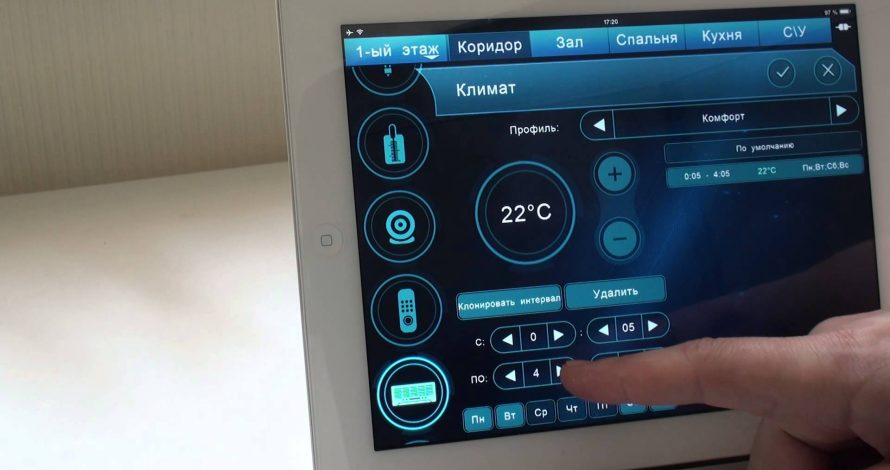 17:20
97 %
1-ый этаж Коридор Зал Спальня Кухня С\У
Климат
Профиль: Комфорт
По умолчанию
0:05 - 4:05 22°C Пн,Вт,Сб,Вс
22°C
Клонировать интервал Удалить
С: 0 : 05
ПО: 4
Пн Вт Ср Чт Пт